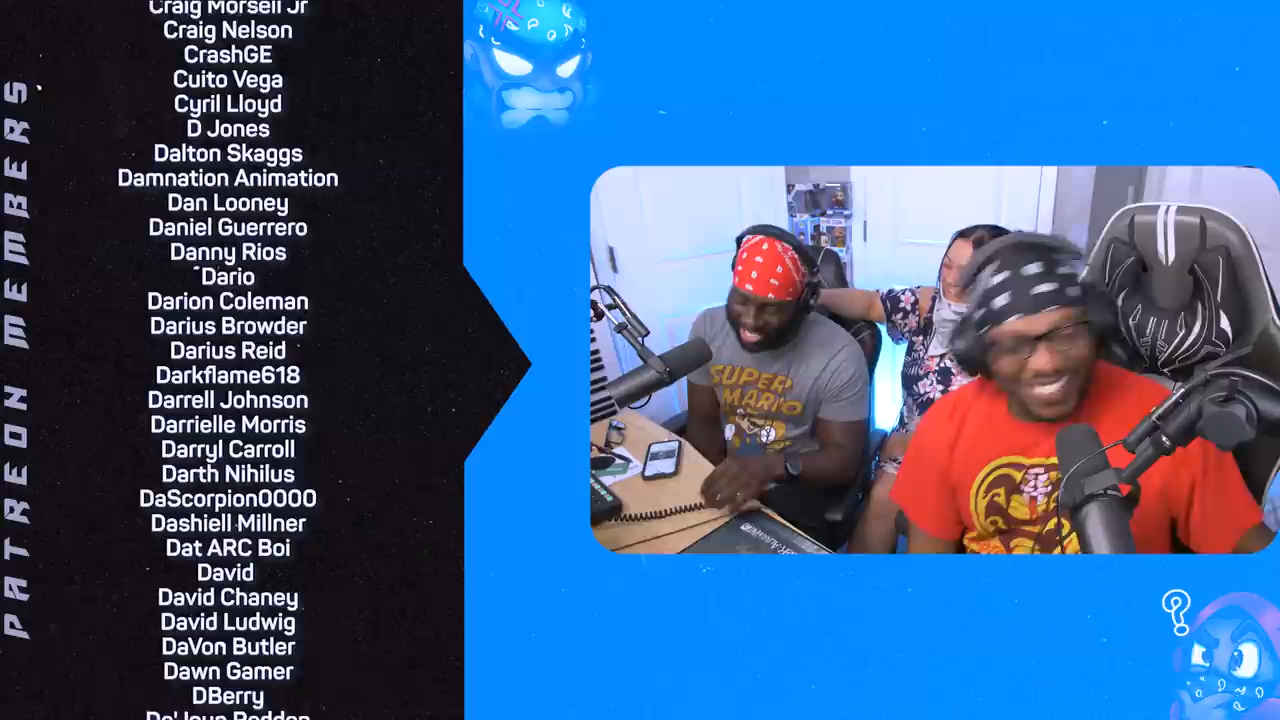 PATREON MEMBERS
Craig Morsell Jr
Craig Nelson
CrashGE
Cuito Vega
Cyril Lloyd
D Jones
Dalton Skaggs
Damnation Animation
Dan Looney
Daniel Guerrero
Danny Rios
Dario
Darion Coleman
Darius Browder
Darius Reid
Darkflame618
Darrell Johnson
Darrielle Morris
Darryl Carroll
Darth Nihilus
DaScorpion0000
Dashiell Millner
Dat ARC Boi
David
David Chaney
David Ludwig
DaVon Butler
Dawn Gamer
DBerry
SUPER
MARIO
?